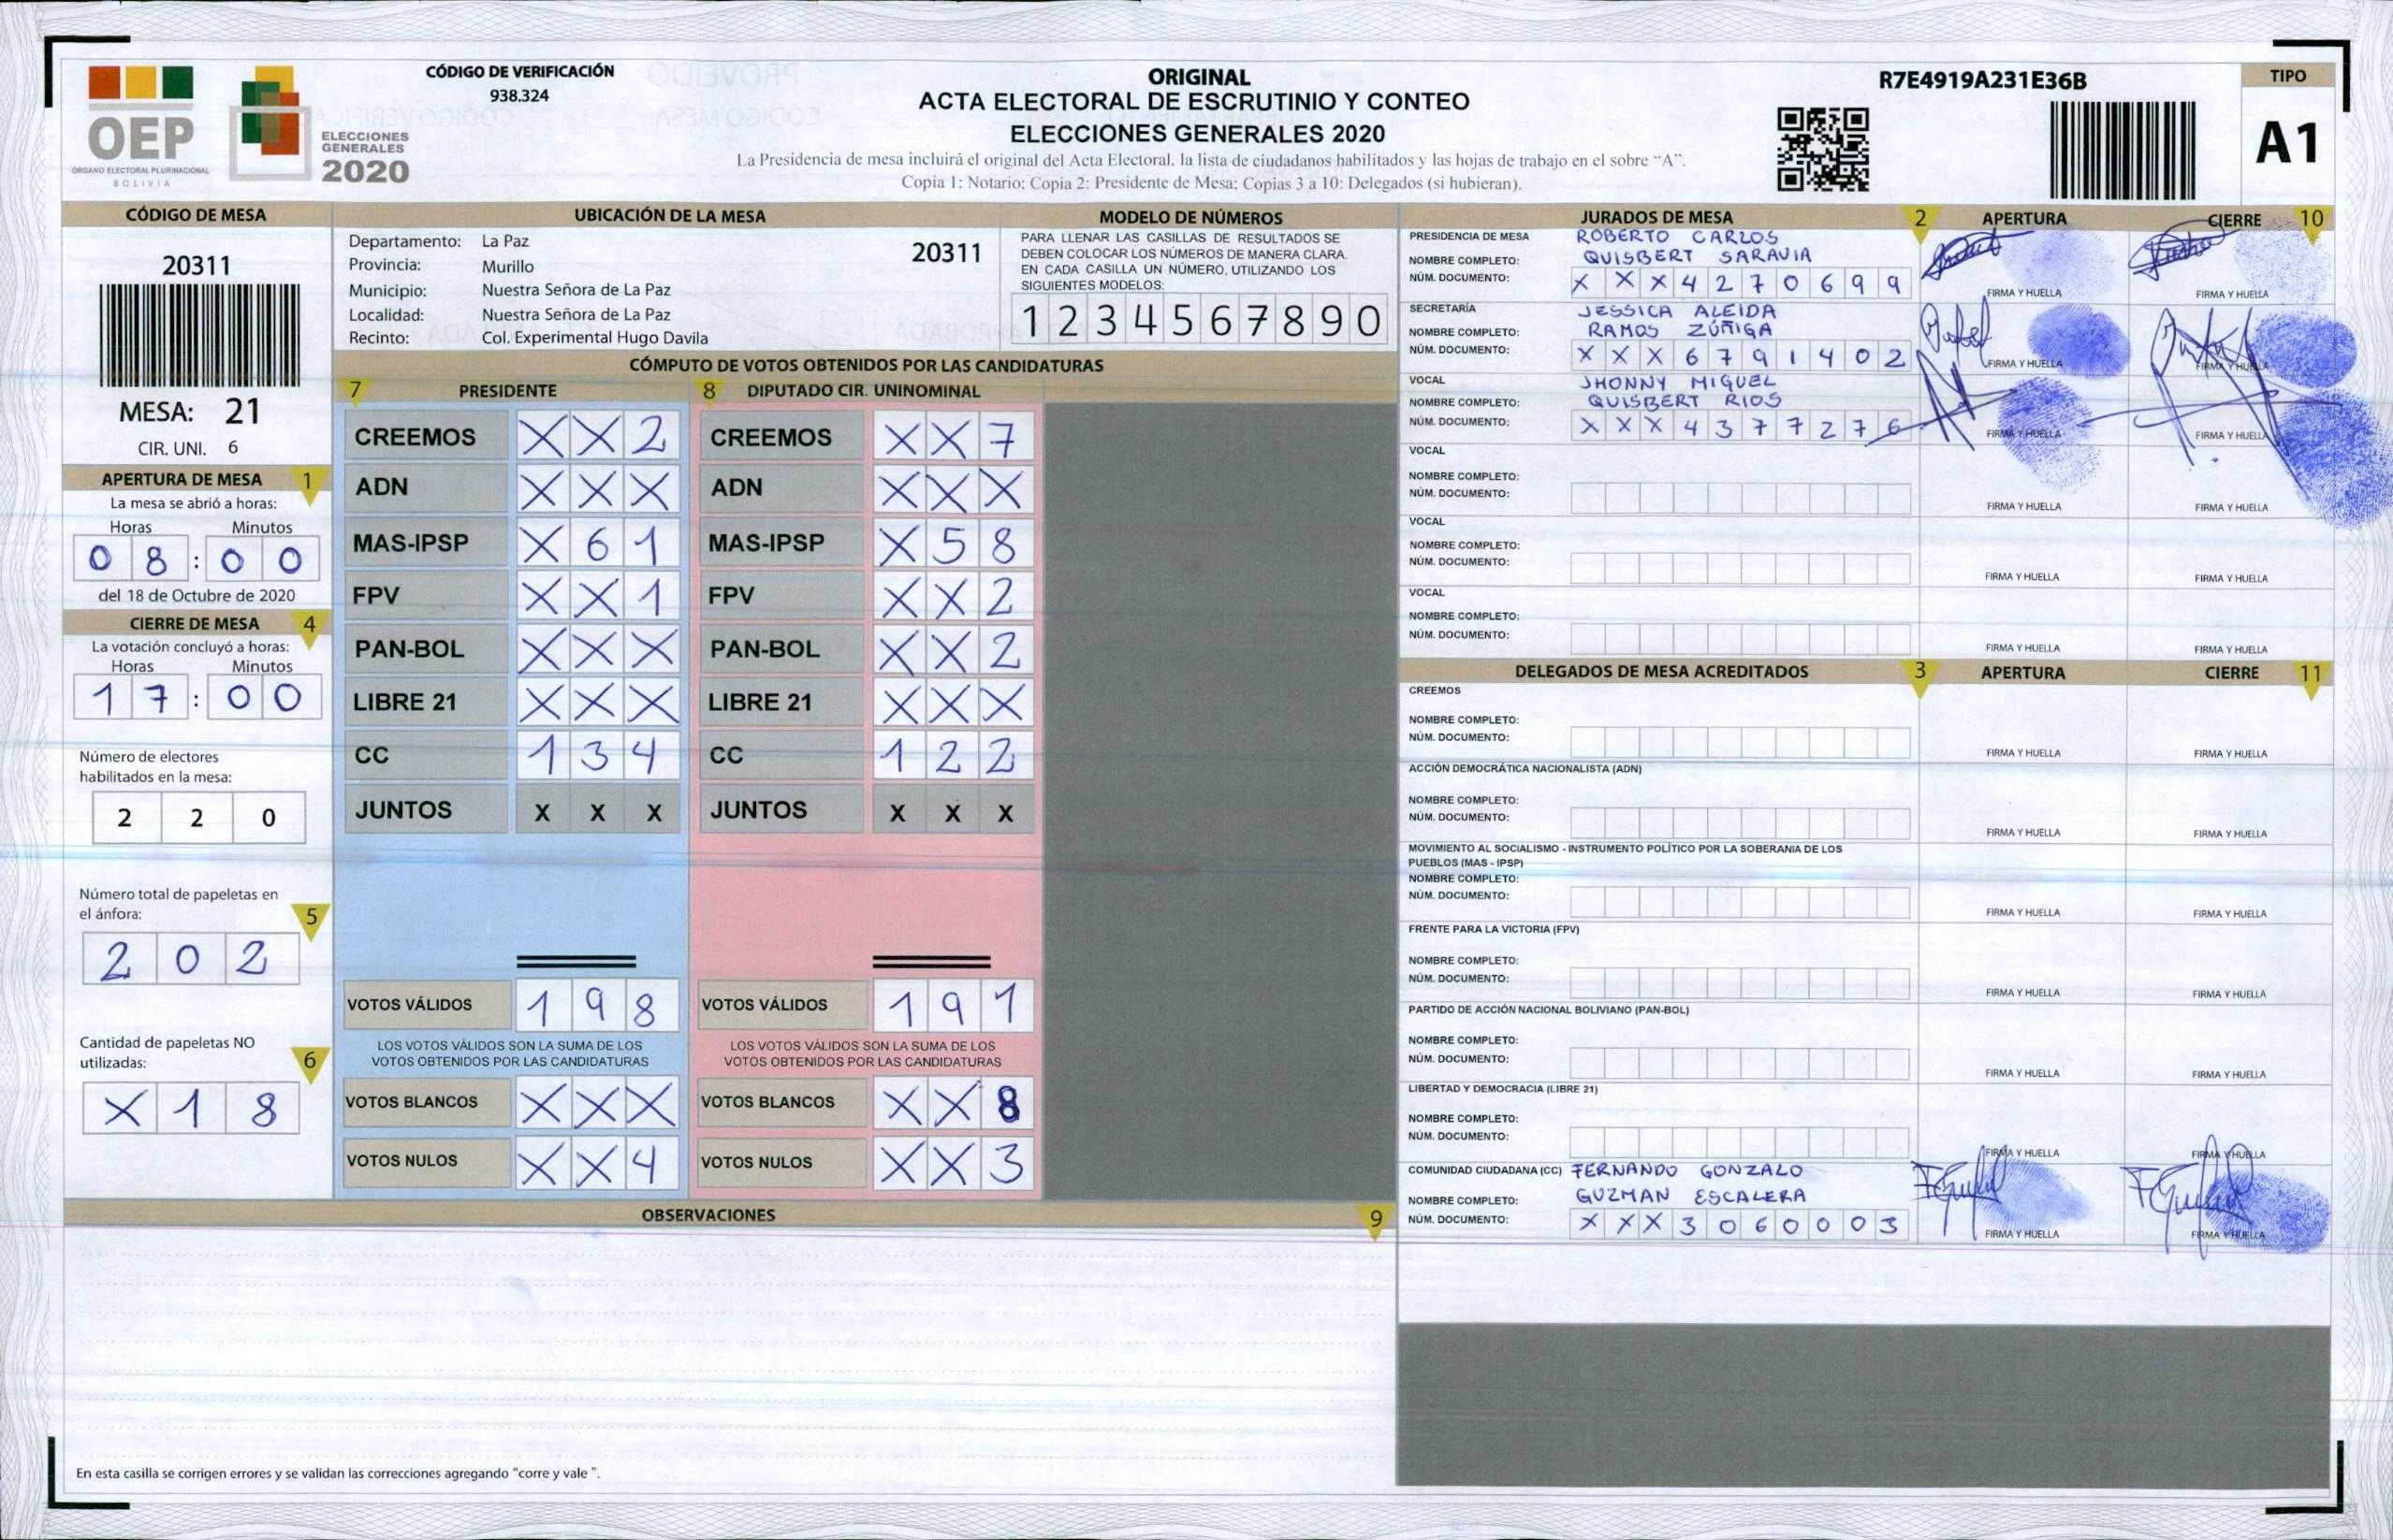 OEP
ÓRGANO ELECTORAL PLURINACIONAL
BOLIVIA
ELECCIONES
GENERALES
2020
CÓDIGO DE VERIFICACIÓN
938.324
ORIGINAL
ACTA ELECTORAL DE ESCRUTINIO Y CONTEO
ELECCIONES GENERALES 2020
La Presidencia de mesa incluirá el original del Acta Electoral, la lista de ciudadanos habilitados y las hojas de trabajo en el sobre "A".
Copia 1: Notario; Copia 2: Presidente de Mesa; Copias 3 a 10: Delegados (si hubieran).
R7E4919A231E36B
TIPO
A1
CÓDIGO DE MESA
20311
MESA: 21
CIR. UNI. 6
APERTURA DE MESA 1
La mesa se abrió a horas:
Horas Minutos
0 8 : 0 0
del 18 de Octubre de 2020
CIERRE DE MESA 4
La votación concluyó a horas:
Horas Minutos
1 7 : 0 0
Número de electores
habilitados en la mesa:
2 2 0
Número total de papeletas en
el ánfora: 5
2 0 2
Cantidad de papeletas NO
utilizadas: 6
X 1 8
UBICACIÓN DE LA MESA
Departamento: La Paz 20311
Provincia: Murillo
Municipio: Nuestra Señora de La Paz
Localidad: Nuestra Señora de La Paz
Recinto: Col. Experimental Hugo Davila
MODELO DE NÚMEROS
PARA LLENAR LAS CASILLAS DE RESULTADOS SE
DEBEN COLOCAR LOS NÚMEROS DE MANERA CLARA.
EN CADA CASILLA UN NÚMERO, UTILIZANDO LOS
SIGUIENTES MODELOS:
1 2 3 4 5 6 7 8 9 0
CÓMPUTO DE VOTOS OBTENIDOS POR LAS CANDIDATURAS
7 PRESIDENTE
CREEMOS X X 2
ADN X X X
MAS-IPSP X 6 1
FPV X X 1
PAN-BOL X X X
LIBRE 21 X X X
CC 1 3 4
JUNTOS X X X
VOTOS VÁLIDOS 1 9 8
LOS VOTOS VÁLIDOS SON LA SUMA DE LOS
VOTOS OBTENIDOS POR LAS CANDIDATURAS
VOTOS BLANCOS X X X
VOTOS NULOS X X 4
8 DIPUTADO CIR. UNINOMINAL
CREEMOS X X 7
ADN X X X
MAS-IPSP X 5 8
FPV X X 2
PAN-BOL X X 2
LIBRE 21 X X X
CC 1 2 2
JUNTOS X X X
VOTOS VÁLIDOS 1 9 1
LOS VOTOS VÁLIDOS SON LA SUMA DE LOS
VOTOS OBTENIDOS POR LAS CANDIDATURAS
VOTOS BLANCOS X X 8
VOTOS NULOS X X 3
OBSERVACIONES 9
En esta casilla se corrigen errores y se validan las correcciones agregando "corre y vale ".
JURADOS DE MESA 2 APERTURA CIERRE 10
PRESIDENCIA DE MESA ROBERTO CARLOS
NOMBRE COMPLETO: QUISBERT SARAVIA
NÚM. DOCUMENTO: X X X 4 2 7 0 6 9 9
FIRMA Y HUELLA FIRMA Y HUELLA
SECRETARÍA JESSICA ALEIDA
NOMBRE COMPLETO: RAMOS ZÚÑIGA
NÚM. DOCUMENTO: X X X 6 7 9 1 4 0 2
FIRMA Y HUELLA FIRMA Y HUELLA
VOCAL JHONNY MIGUEL
NOMBRE COMPLETO: QUISBERT RIOS
NÚM. DOCUMENTO: X X X 4 3 7 7 2 7 6
FIRMA Y HUELLA FIRMA Y HUELLA
VOCAL
NOMBRE COMPLETO:
NÚM. DOCUMENTO:
FIRMA Y HUELLA FIRMA Y HUELLA
VOCAL
NOMBRE COMPLETO:
NÚM. DOCUMENTO:
FIRMA Y HUELLA FIRMA Y HUELLA
VOCAL
NOMBRE COMPLETO:
NÚM. DOCUMENTO:
FIRMA Y HUELLA FIRMA Y HUELLA
DELEGADOS DE MESA ACREDITADOS 3 APERTURA CIERRE 11
CREEMOS
NOMBRE COMPLETO:
NÚM. DOCUMENTO:
FIRMA Y HUELLA FIRMA Y HUELLA
ACCIÓN DEMOCRÁTICA NACIONALISTA (ADN)
NOMBRE COMPLETO:
NÚM. DOCUMENTO:
FIRMA Y HUELLA FIRMA Y HUELLA
MOVIMIENTO AL SOCIALISMO - INSTRUMENTO POLÍTICO POR LA SOBERANIA DE LOS
PUEBLOS (MAS - IPSP)
NOMBRE COMPLETO:
NÚM. DOCUMENTO:
FIRMA Y HUELLA FIRMA Y HUELLA
FRENTE PARA LA VICTORIA (FPV)
NOMBRE COMPLETO:
NÚM. DOCUMENTO:
FIRMA Y HUELLA FIRMA Y HUELLA
PARTIDO DE ACCIÓN NACIONAL BOLIVIANO (PAN-BOL)
NOMBRE COMPLETO:
NÚM. DOCUMENTO:
FIRMA Y HUELLA FIRMA Y HUELLA
LIBERTAD Y DEMOCRACIA (LIBRE 21)
NOMBRE COMPLETO:
NÚM. DOCUMENTO:
FIRMA Y HUELLA FIRMA Y HUELLA
COMUNIDAD CIUDADANA (CC) FERNANDO GONZALO
NOMBRE COMPLETO: GUZMAN ESCALERA
NÚM. DOCUMENTO: X X X 3 0 6 0 0 0 3
FIRMA Y HUELLA FIRMA Y HUELLA